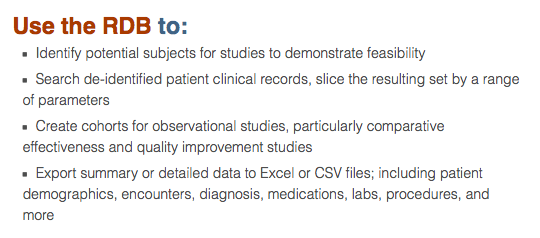 Use the RDB to:
▪ Identify potential subjects for studies to demonstrate feasibility
▪ Search de-identified patient clinical records, slice the resulting set by a range
of parameters
▪ Create cohorts for observational studies, particularly comparative
effectiveness and quality improvement studies
▪ Export summary or detailed data to Excel or CSV files; including patient
demographics, encounters, diagnosis, medications, labs, procedures, and
more